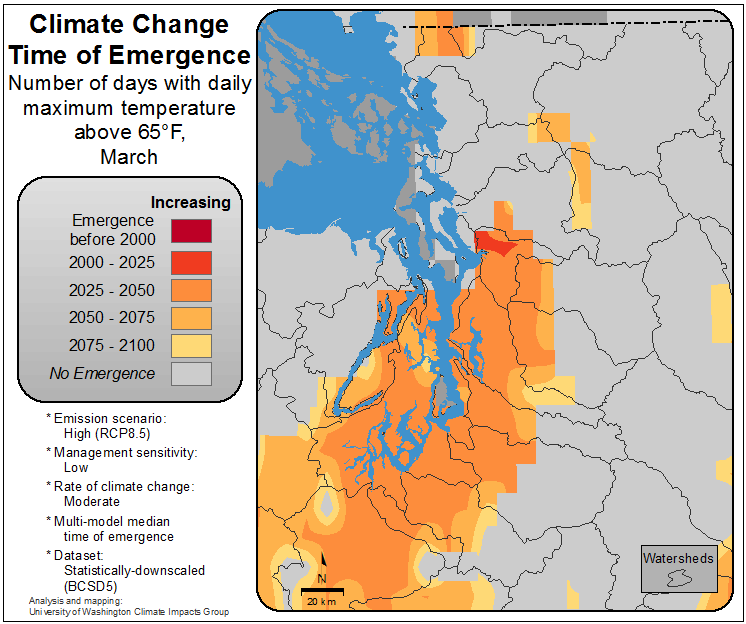 Climate Change
Time of Emergence
Number of days with daily
maximum temperature
above 65°F,
March
Increasing
Emergence
before 2000
2000 - 2025
2025 - 2050
2050 - 2075
2075 - 2100
No Emergence
* Emission scenario:
High (RCP8.5)
* Management sensitivity:
Low
* Rate of climate change:
Moderate
* Multi-model median
time of emergence
* Dataset:
Statistically-downscaled
(BCSD5)
Analysis and mapping:
University of Washington Climate Impacts Group
N
20 km
Watersheds